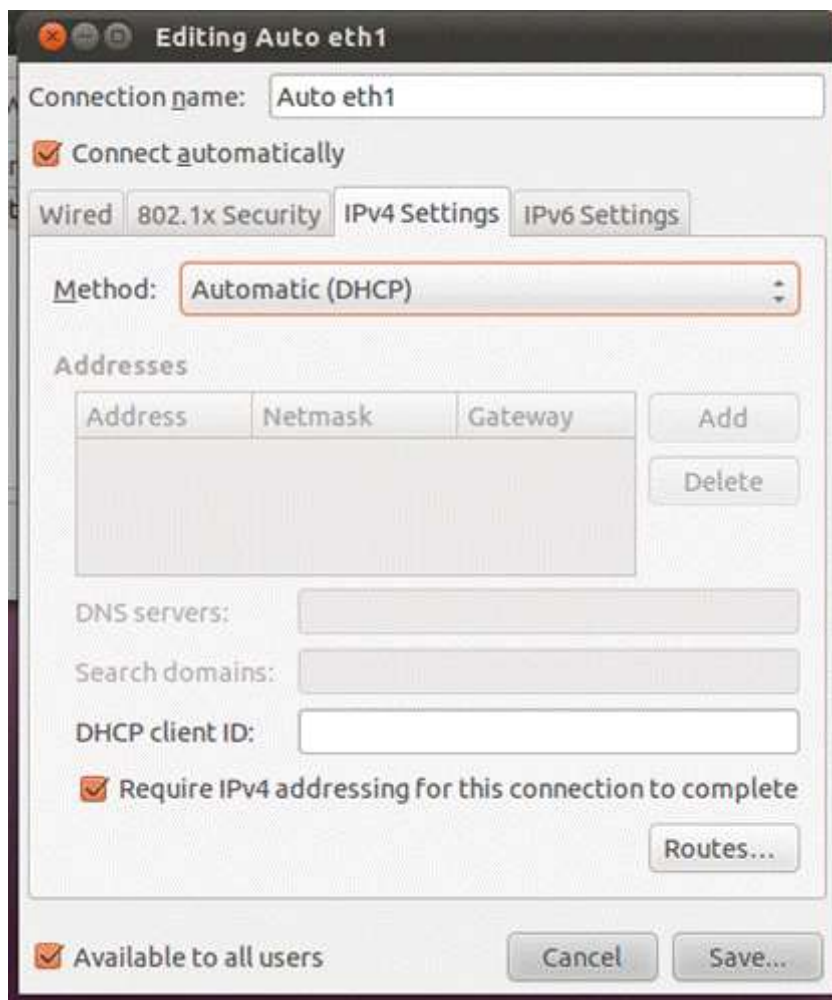 Editing Auto eth1
Connection name: Auto eth1
Connect automatically
Wired 802.1x Security IPv4 Settings IPv6 Settings
Method: Automatic (DHCP)
Addresses
Address Netmask Gateway Add
Delete
DNS servers:
Search domains:
DHCP client ID:
Require IPv4 addressing for this connection to complete
Routes...
Available to all users Cancel Save...